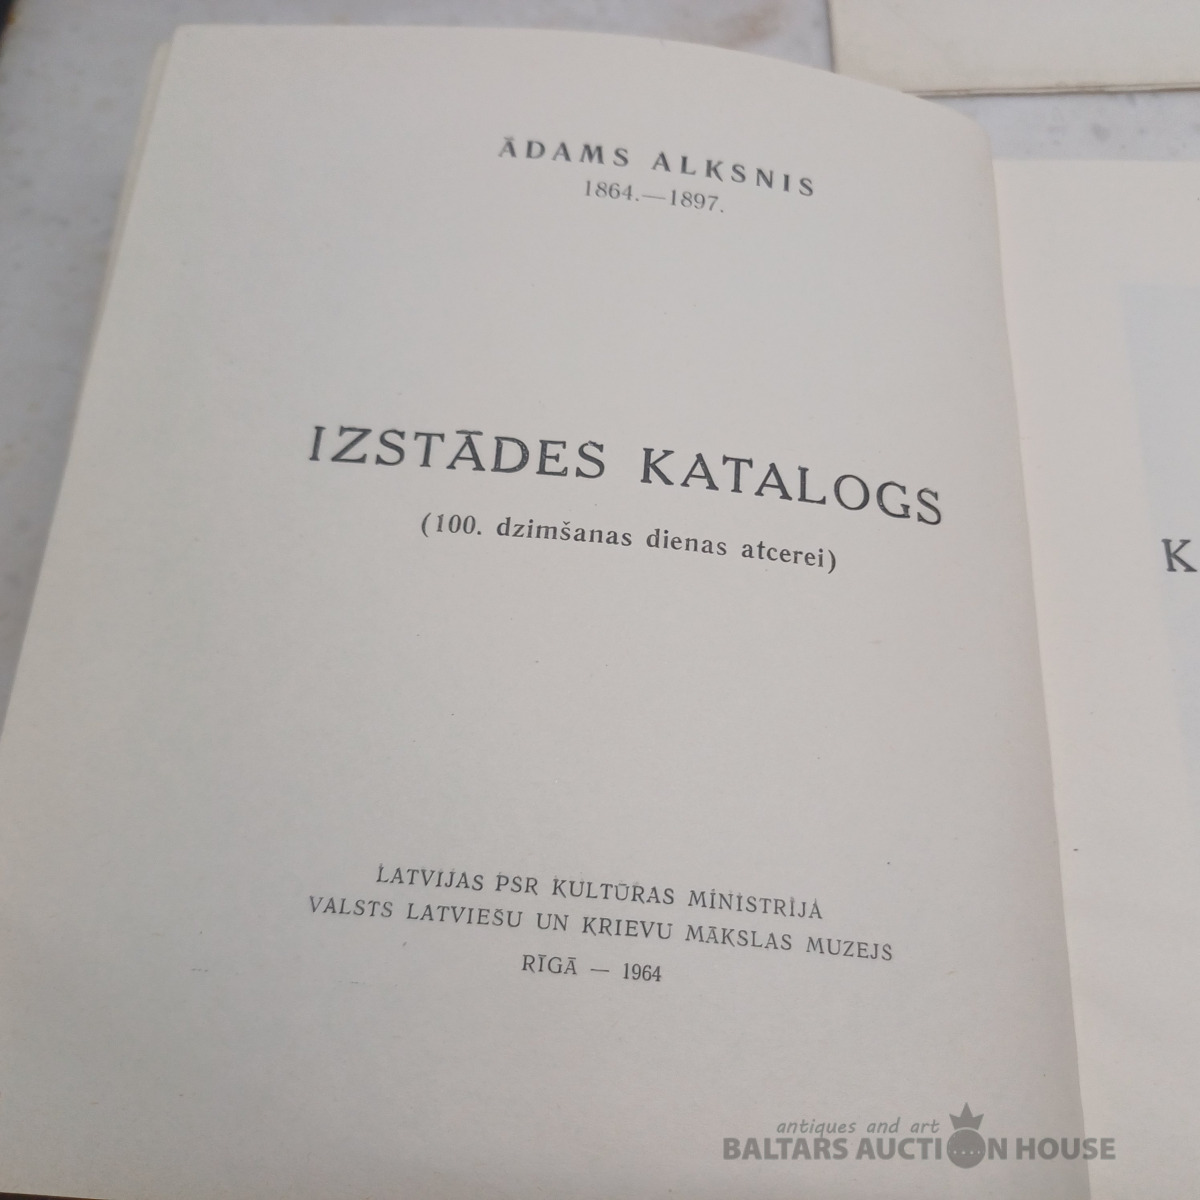 ĀDAMS ALKSNIS
1864.—1897.
IZSTĀDES KATALOGS
(100. dzimšanas dienas atcerei)
LATVIJAS PSR KULTŪRAS MINISTRIJA
VALSTS LATVIEŠU UN KRIEVU MĀKSLAS MUZEJS
RĪGĀ — 1964
K
antiques and art
BALTARS AUCTION HOUSE